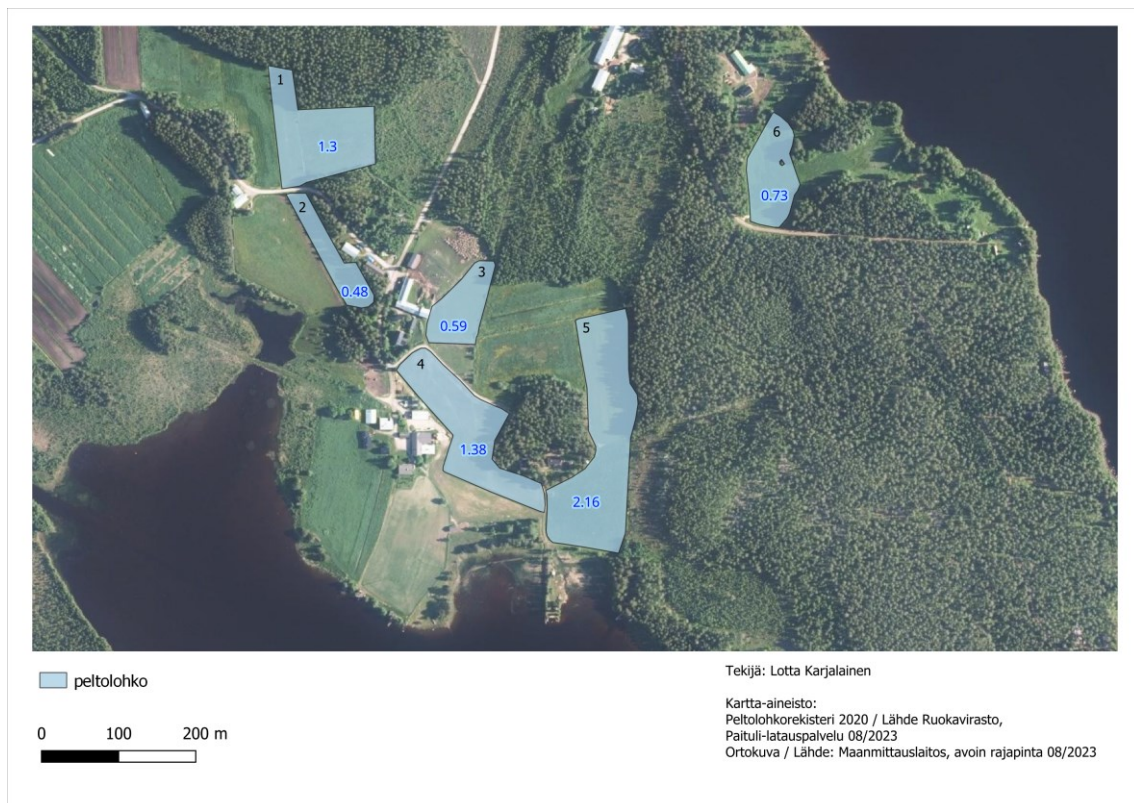 1
1.3
2
0.48
3
0.59
4
1.38
5
2.16
6
0.73
peltolohko
0 100 200 m
Tekijä: Lotta Karjalainen
Kartta-aineisto:
Peltolohkorekisteri 2020 / Lähde Ruokavirasto,
Paituli-latauspalvelu 08/2023
Ortokuva / Lähde: Maanmittauslaitos, avoin rajapinta 08/2023